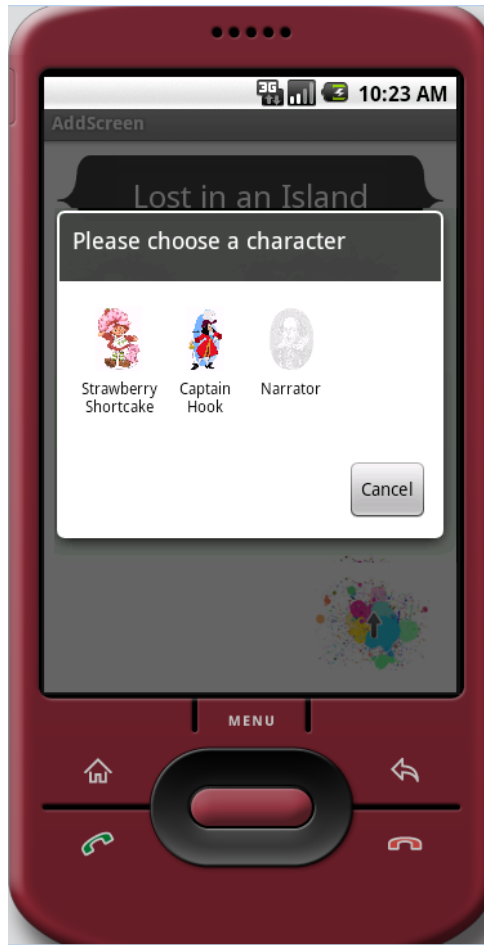 3G 10:23 AM
AddScreen
Lost in an Island
Please choose a character
Strawberry Shortcake
Captain Hook
Narrator
Cancel
MENU